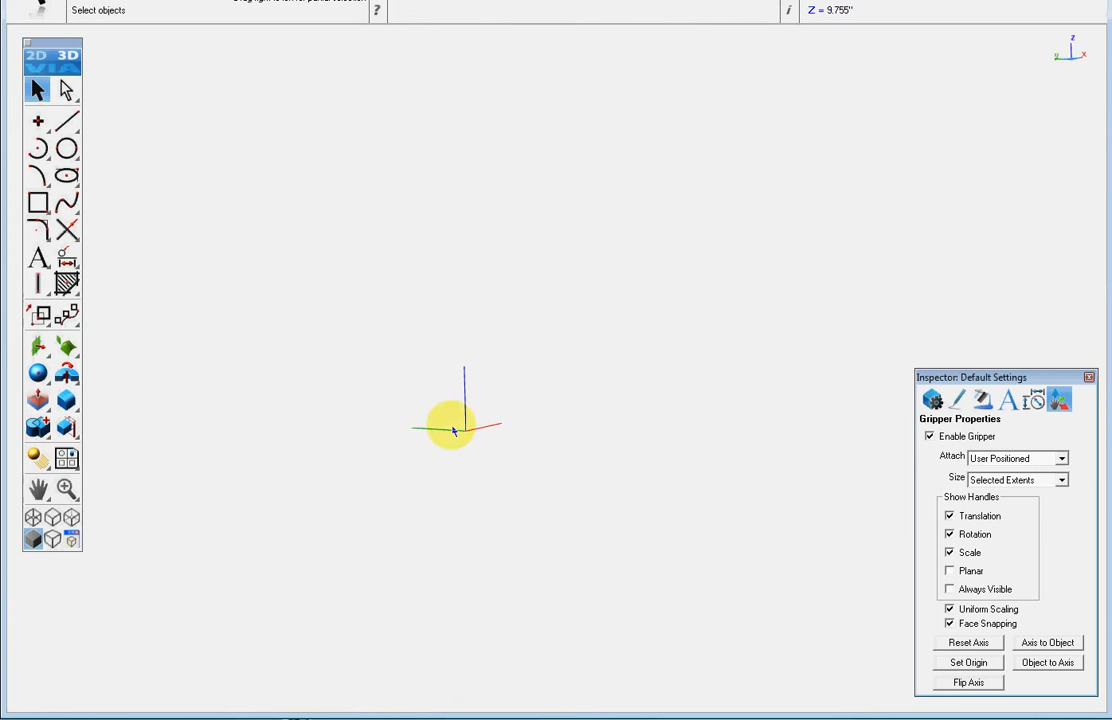 Select objects
?
i
Z = 9.755"
z
x
2D 3D
VIA
A
Inspector: Default Settings
A
Gripper Properties
Enable Gripper
Attach User Positioned
Size Selected Extents
Show Handles
Translation
Rotation
Scale
Planar
Always Visible
Uniform Scaling
Face Snapping
Reset Axis Axis to Object
Set Origin Object to Axis
Flip Axis